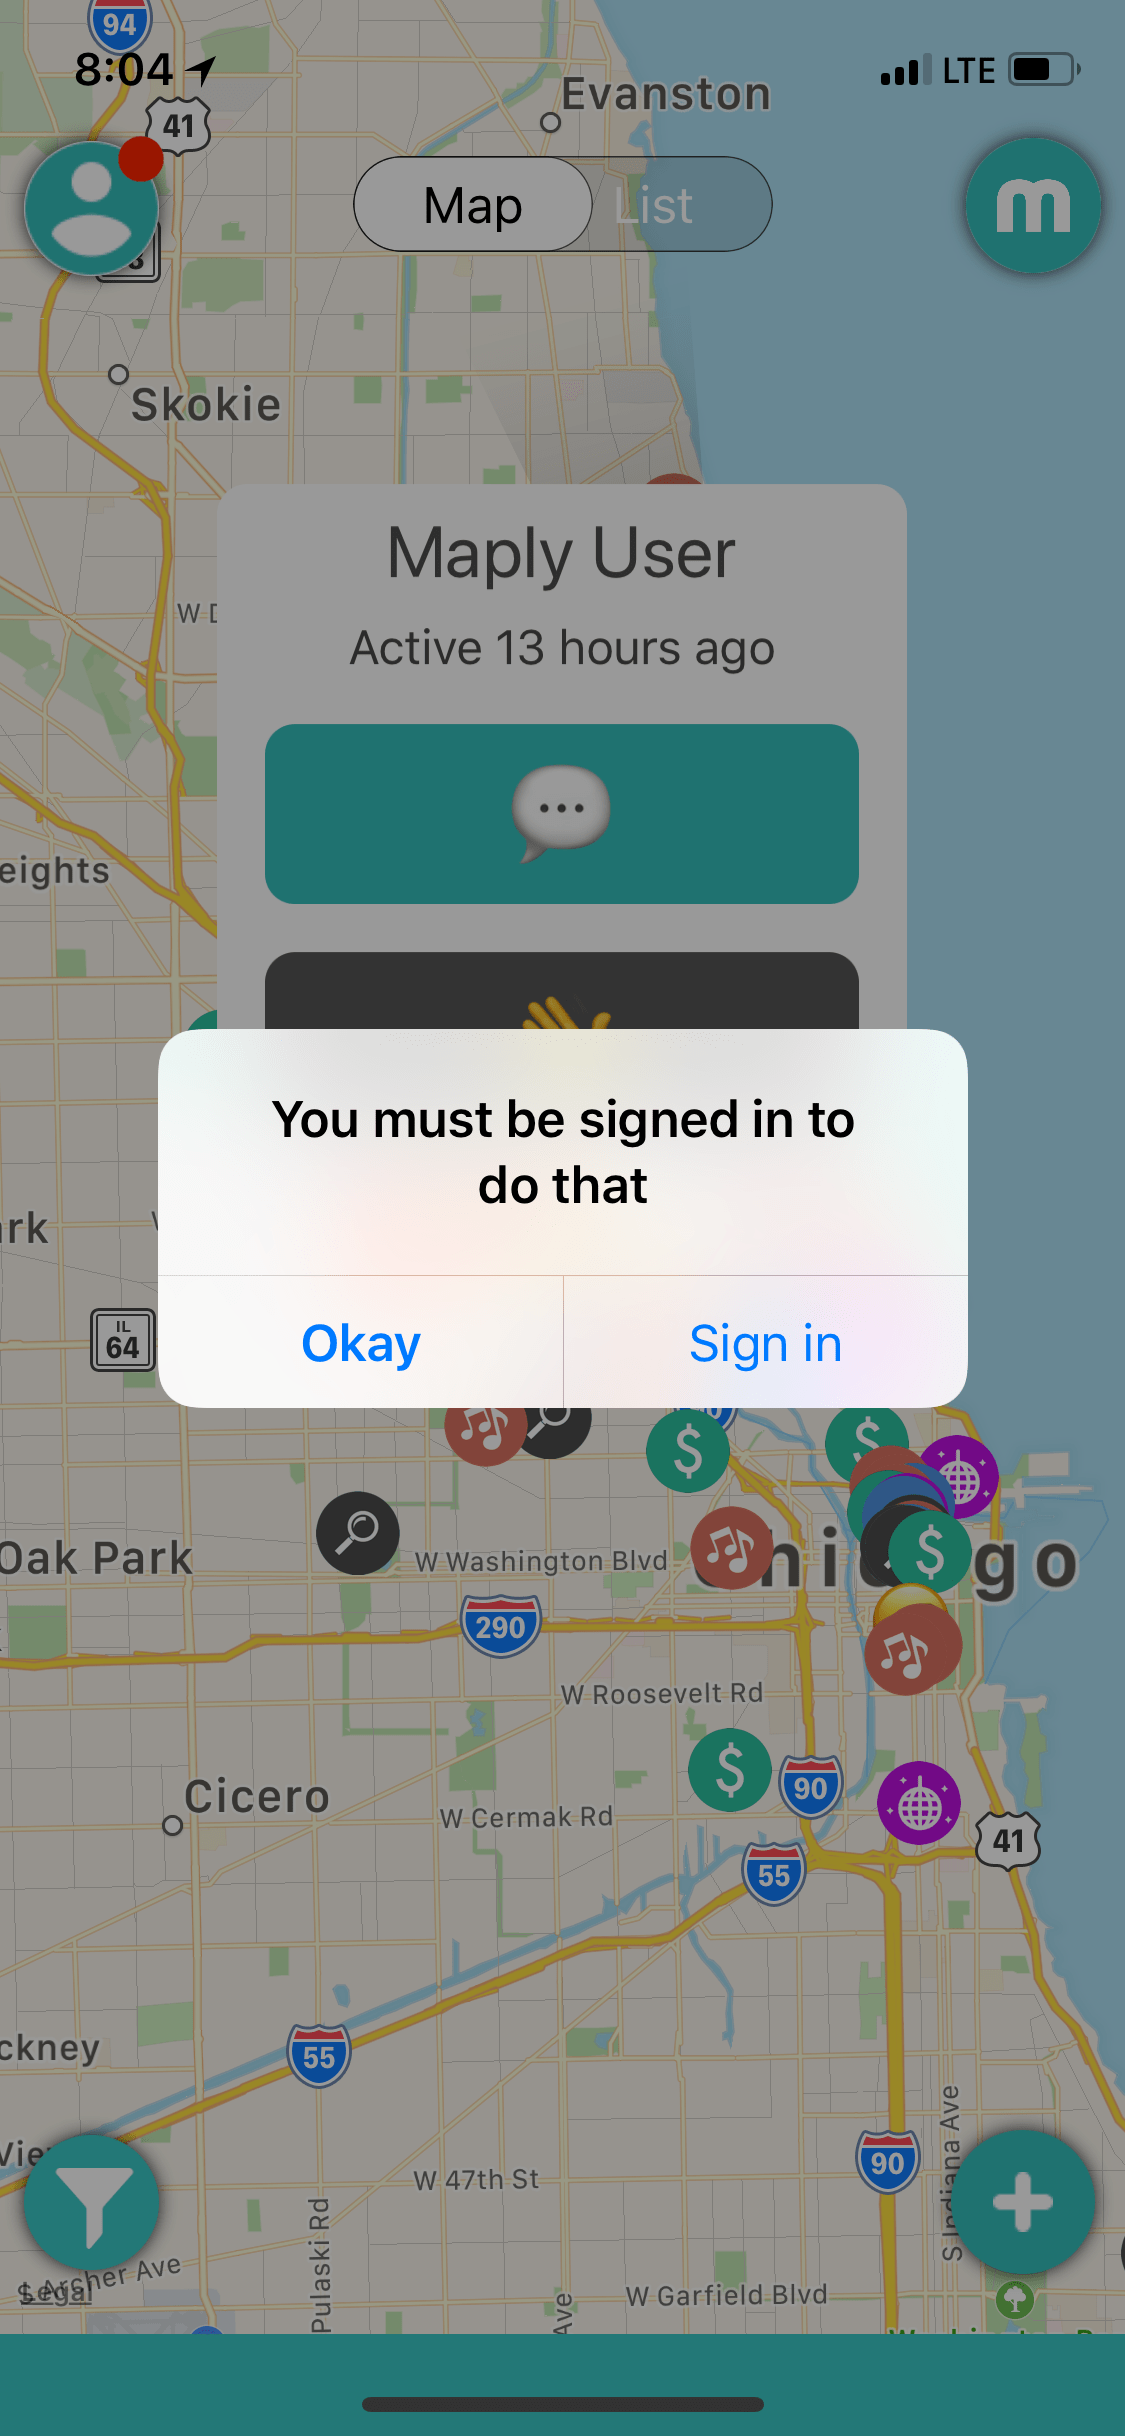 94
8:04
LTE
Evanston
41
Map
List
m
Skokie
Maply User
W D
Active 13 hours ago
eights
You must be signed in to
do that
rk
IL
64
Okay
Sign in
$
$
Oak Park
W Washington Blvd
$
go
290
W Roosevelt Rd
$
90
Cicero
W Cermak Rd
41
55
ckney
55
90
S Indiana Ave
W 47th St
Pulaski Rd
Archer Ave
Legal
Ave
W Garfield Blvd